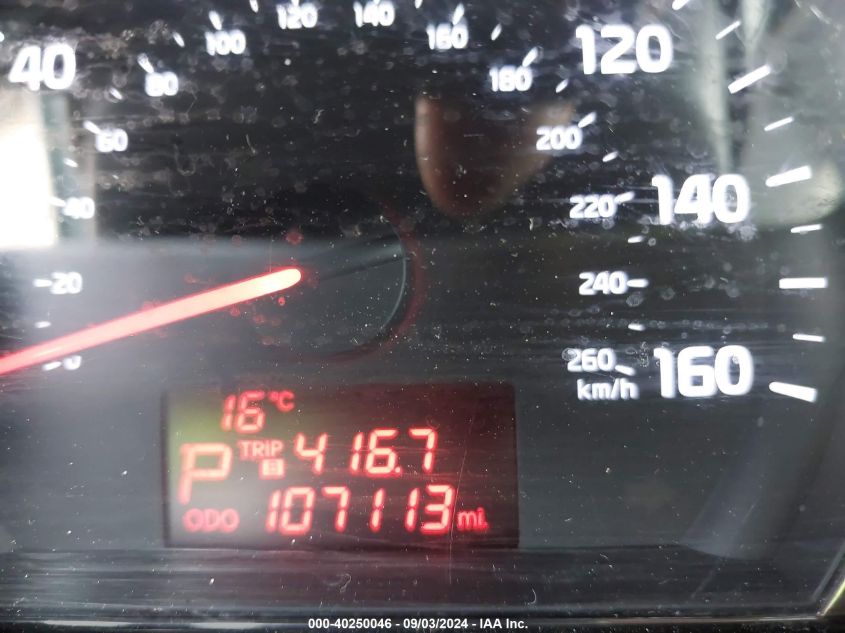 120 140
100 160 120
40 80 180
60 200
40 220 140
20 240
0 260 160
km/h
16 °C
P TRIP B 416.7
ODO 107113 mi.
000-40250046 - 09/03/2024 - IAA Inc.